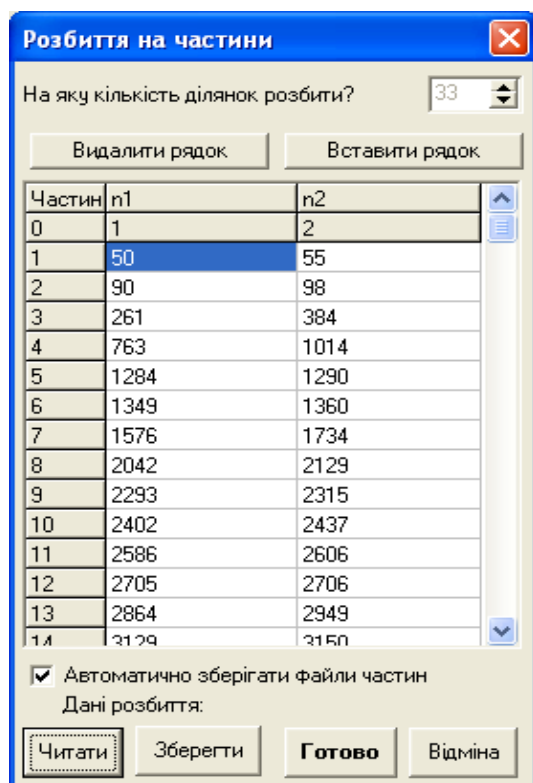 Розбиття на частини
На яку кількість ділянок розбити? 33
Видалити рядок Вставити рядок
Частин n1 n2
0 1 2
1 50 55
2 90 98
3 261 384
4 763 1014
5 1284 1290
6 1349 1360
7 1576 1734
8 2042 2129
9 2293 2315
10 2402 2437
11 2586 2606
12 2705 2706
13 2864 2949
14 3129 3150
Автоматично зберігати файли частин
Дані розбиття:
Читати Зберегти Готово Відміна